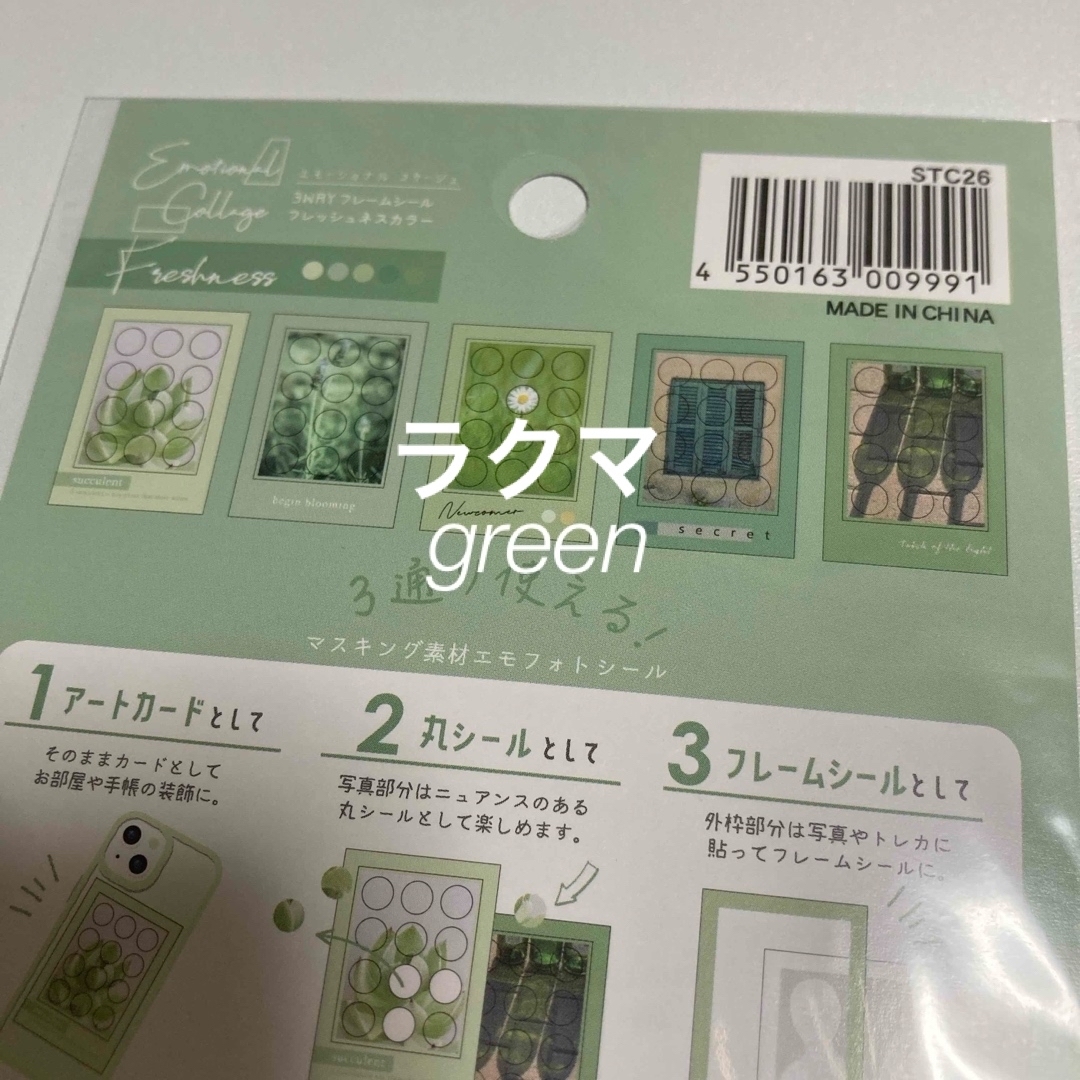 Emotional
Collage
エモーショナル コラージュ
3WAYフレームシール
フレッシュネスカラー
Freshness
STC26
4 550163 009991
MADE IN CHINA
succulent
begin blooming
Newcomer
secret
Trick of the light
ラクマ
green
3通り使える!
マスキング素材エモフォトシール
1 アートカードとして
そのままカードとして
お部屋や手帳の装飾に。
2 丸シールとして
写真部分はニュアンスのある
丸シールとして楽しめます。
3 フレームシールとして
外枠部分は写真やトレカに
貼ってフレームシールに。
succulent